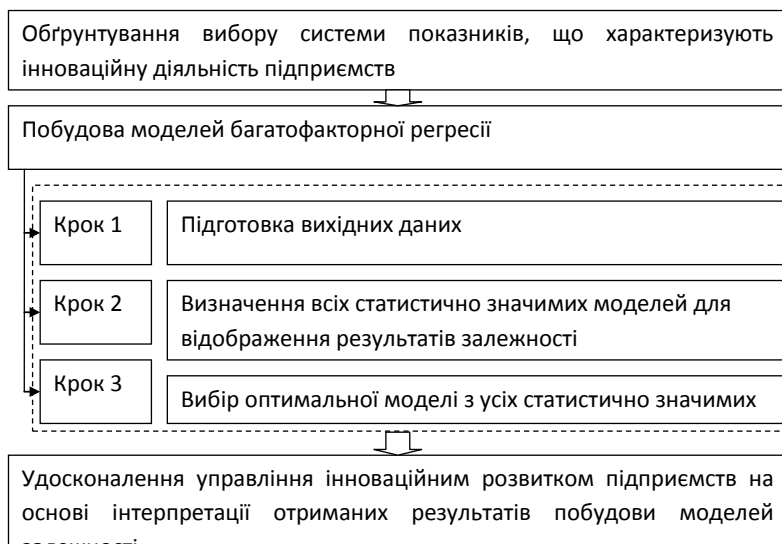 Обґрунтування вибору системи показників, що характеризують
інноваційну діяльність підприємств
Побудова моделей багатофакторної регресії
Крок 1
Підготовка вихідних даних
Крок 2
Визначення всіх статистично значимих моделей для
відображення результатів залежності
Крок 3
Вибір оптимальної моделі з усіх статистично значимих
Удосконалення управління інноваційним розвитком підприємств на
основі інтерпретації отриманих результатів побудови моделей
залежності